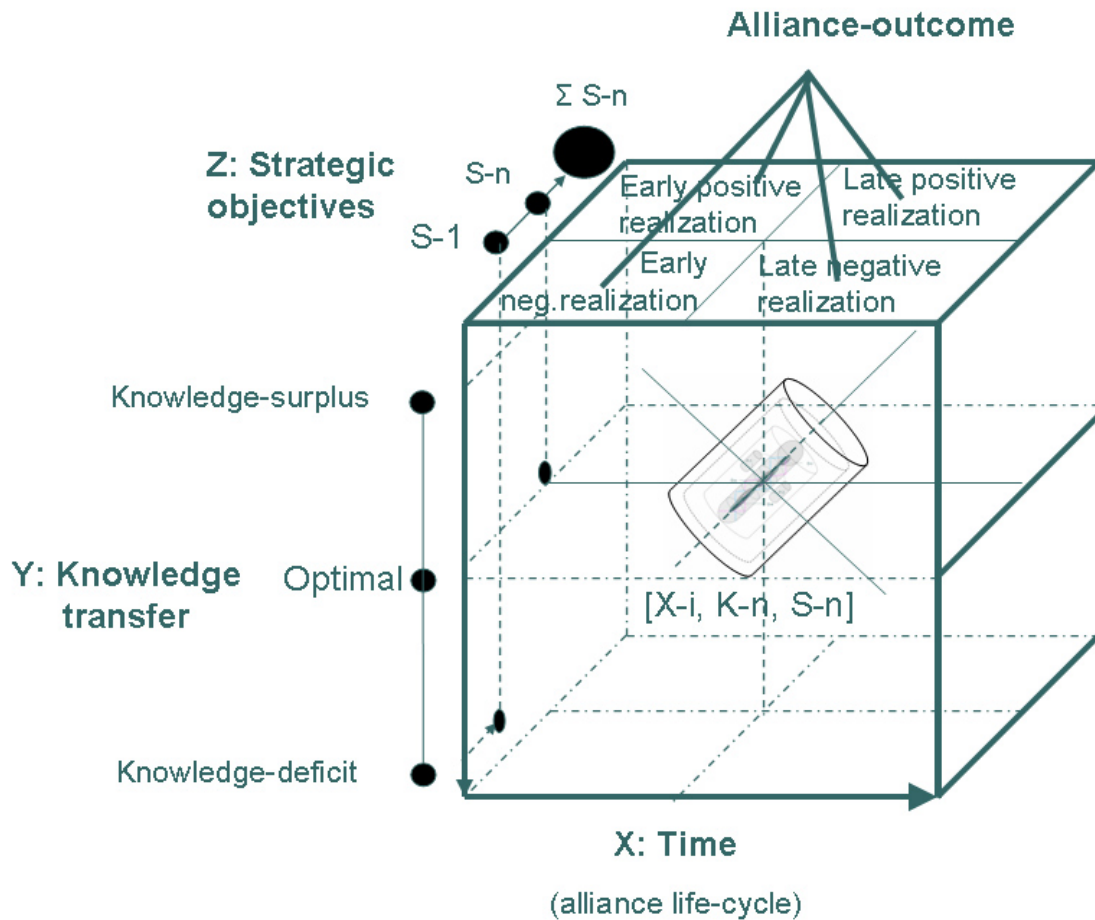 Alliance-outcome
Σ S-n
Z: Strategic
objectives
S-n
S-1
Early positive
realization
Late positive
realization
Early
neg.realization
Late negative
realization
Knowledge-surplus
Y: Knowledge
transfer
Optimal
[X-i, K-n, S-n]
Knowledge-deficit
X: Time
(alliance life-cycle)